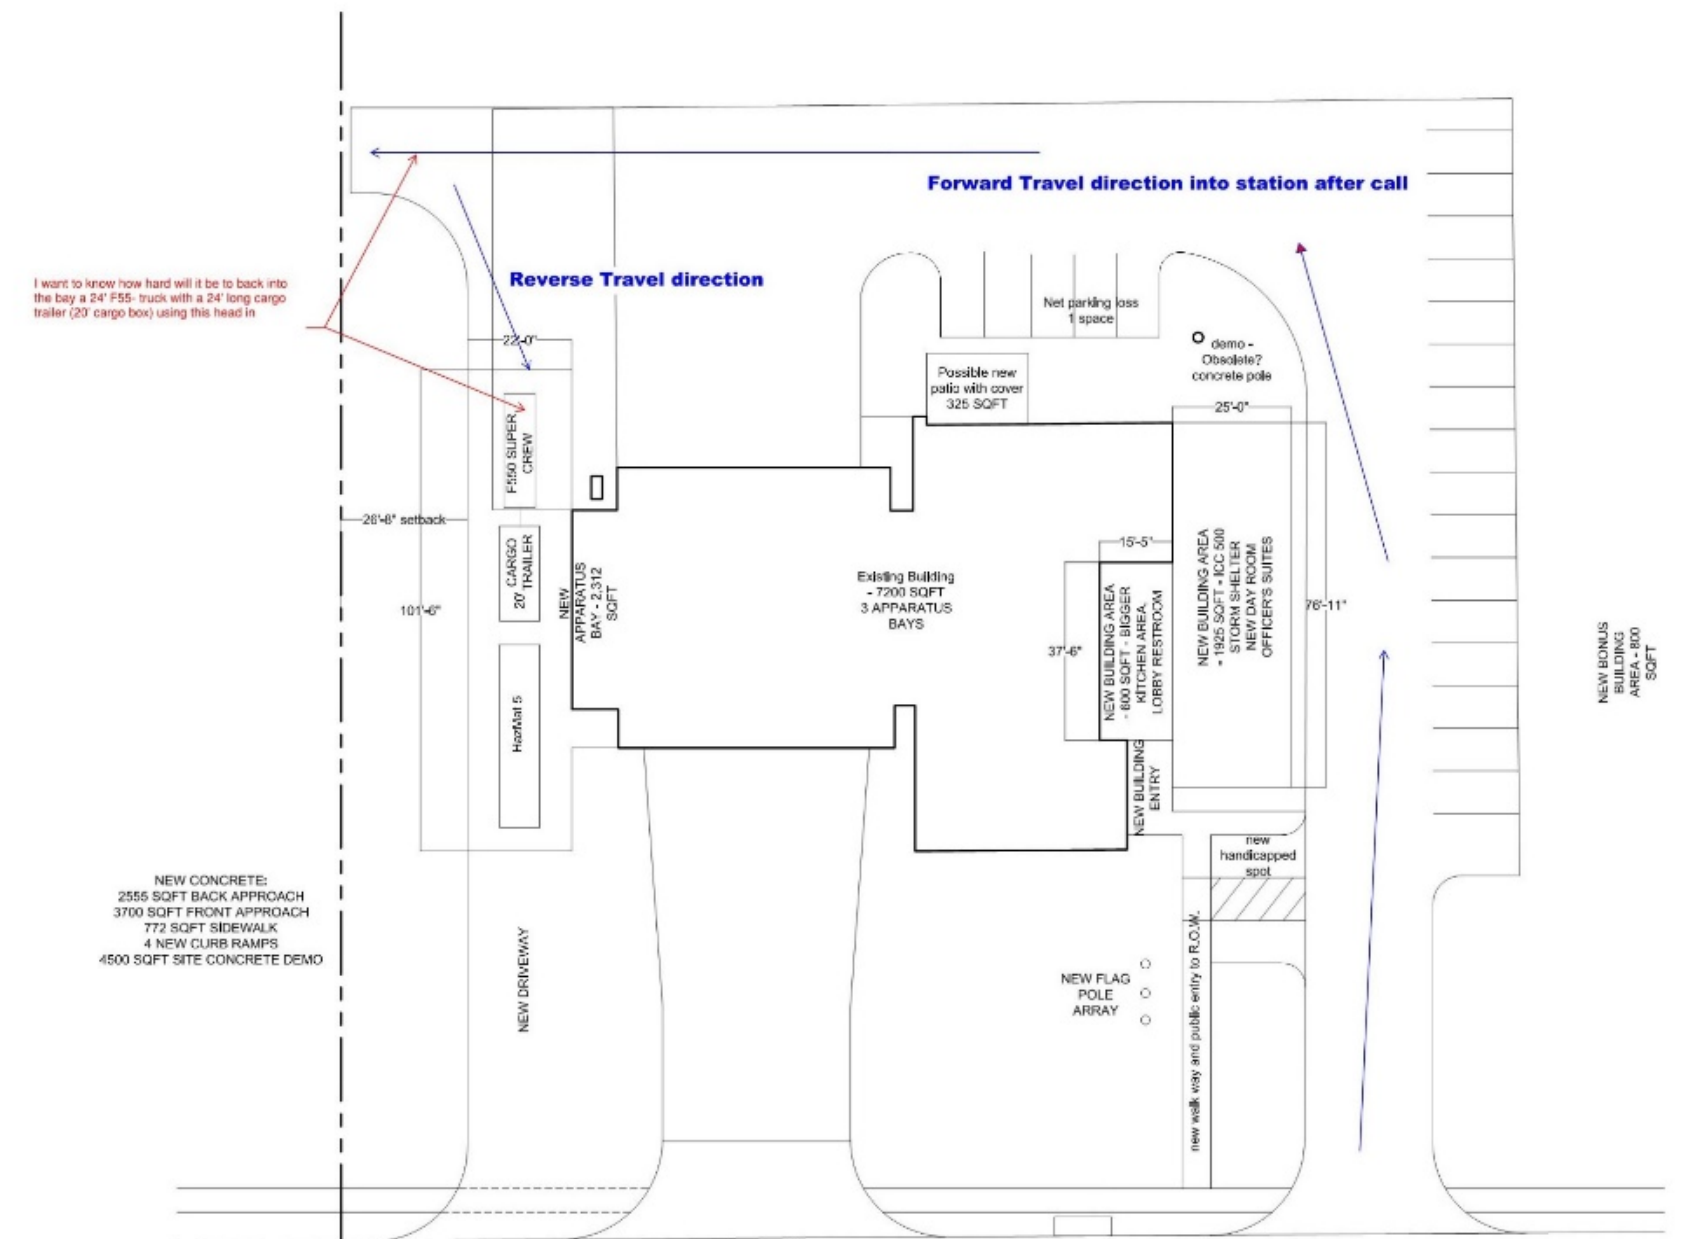 Forward Travel direction into station after call
Reverse Travel direction
I want to know how hard will it be to back into
the bay a 24' F55- truck with a 24' long cargo
trailer (20' cargo box) using this head in
Net parking loss
1 space
22'-0"
demo -
Obsolete?
concrete pole
Possible new
patio with cover
325 SQFT
25'-0"
F550 SUPER
CREW
26'-8" setback
20' CARGO
TRAILER
101'-6"
NEW
APPARATUS
BAY - 2,312
SQFT
Existing Building
- 7200 SQFT
3 APPARATUS
BAYS
15'-5"
37'-6"
NEW BUILDING AREA
- 600 SQFT - BIGGER
KITCHEN AREA.
LOBBY RESTROOM
NEW BUILDING AREA
= 1925 SQFT = ICC 500
STORM SHELTER
NEW DAY ROOM
OFFICER'S SUITES
76'-11"
NEW BONUS
BUILDING
AREA - 800
SQFT
HazMat 5
NEW BUILDING
ENTRY
new
handicapped
spot
NEW CONCRETE:
2555 SQFT BACK APPROACH
3700 SQFT FRONT APPROACH
772 SQFT SIDEWALK
4 NEW CURB RAMPS
4500 SQFT SITE CONCRETE DEMO
NEW DRIVEWAY
NEW FLAG
POLE
ARRAY
new walk way and public entry to R.O.W.